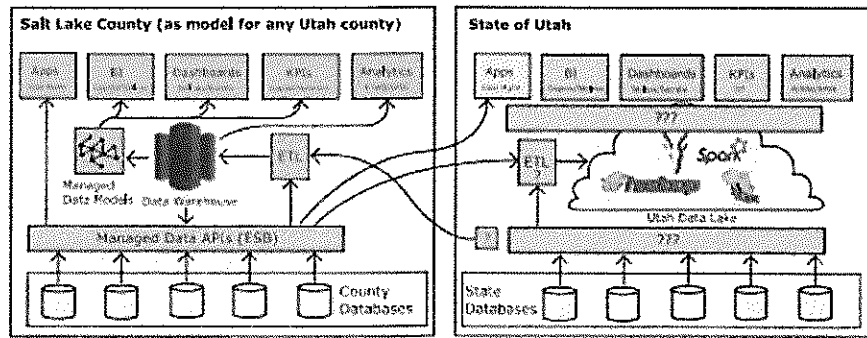 Salt Lake County (as model for any Utah county)
Apps
BI
Dashboards
KPIs
Analytics
Managed
Data Models
Data Warehouse
ETL
Managed Data APIs (ESB)
County
Databases
State of Utah
Apps
BI
Dashboards
KPIs
Analytics
???
ETL
?
Spark
hadoop
Utah Data Lake
?
???
State
Databases